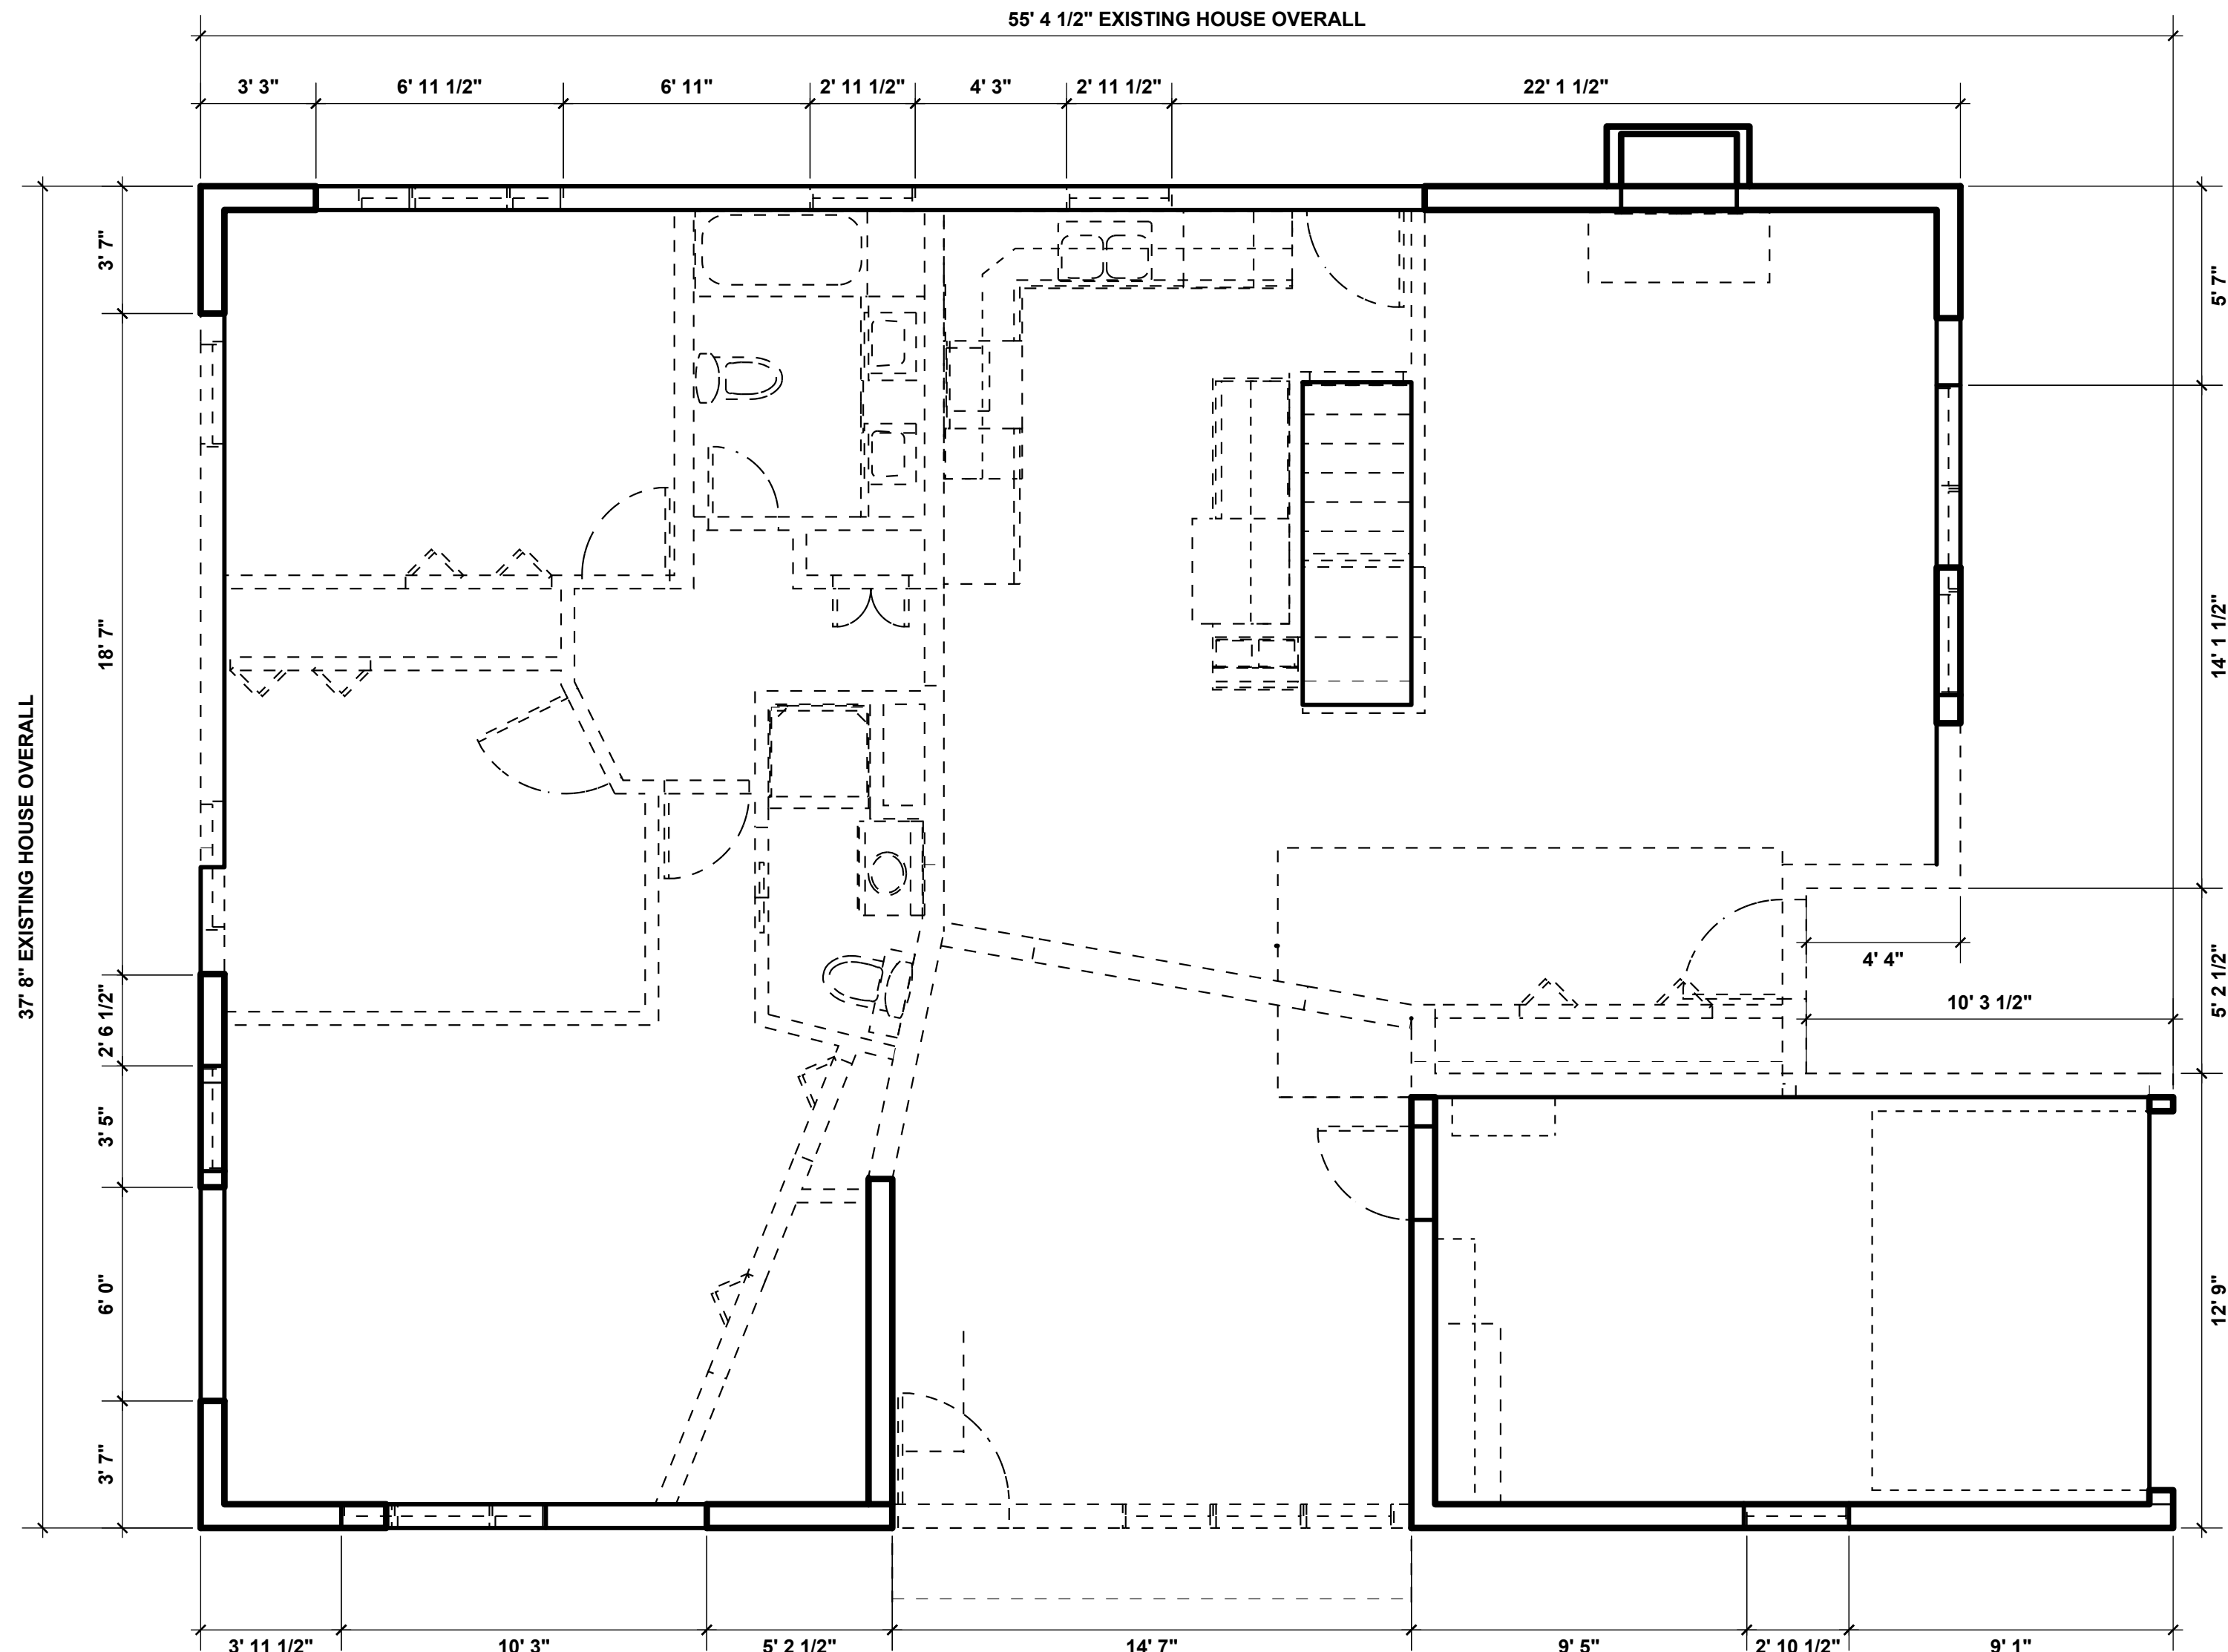 55' 4 1/2" EXISTING HOUSE OVERALL
3' 3"
6' 11 1/2"
6' 11"
2' 11 1/2"
4' 3"
2' 11 1/2"
22' 1 1/2"
37' 8" EXISTING HOUSE OVERALL
3' 7"
18' 7"
2' 6 1/2"
3' 5"
6' 0"
3' 7"
5' 7"
14' 1 1/2"
5' 2 1/2"
12' 9"
4' 4"
10' 3 1/2"
3' 11 1/2"
10' 3"
5' 2 1/2"
14' 7"
9' 5"
2' 10 1/2"
9' 1"